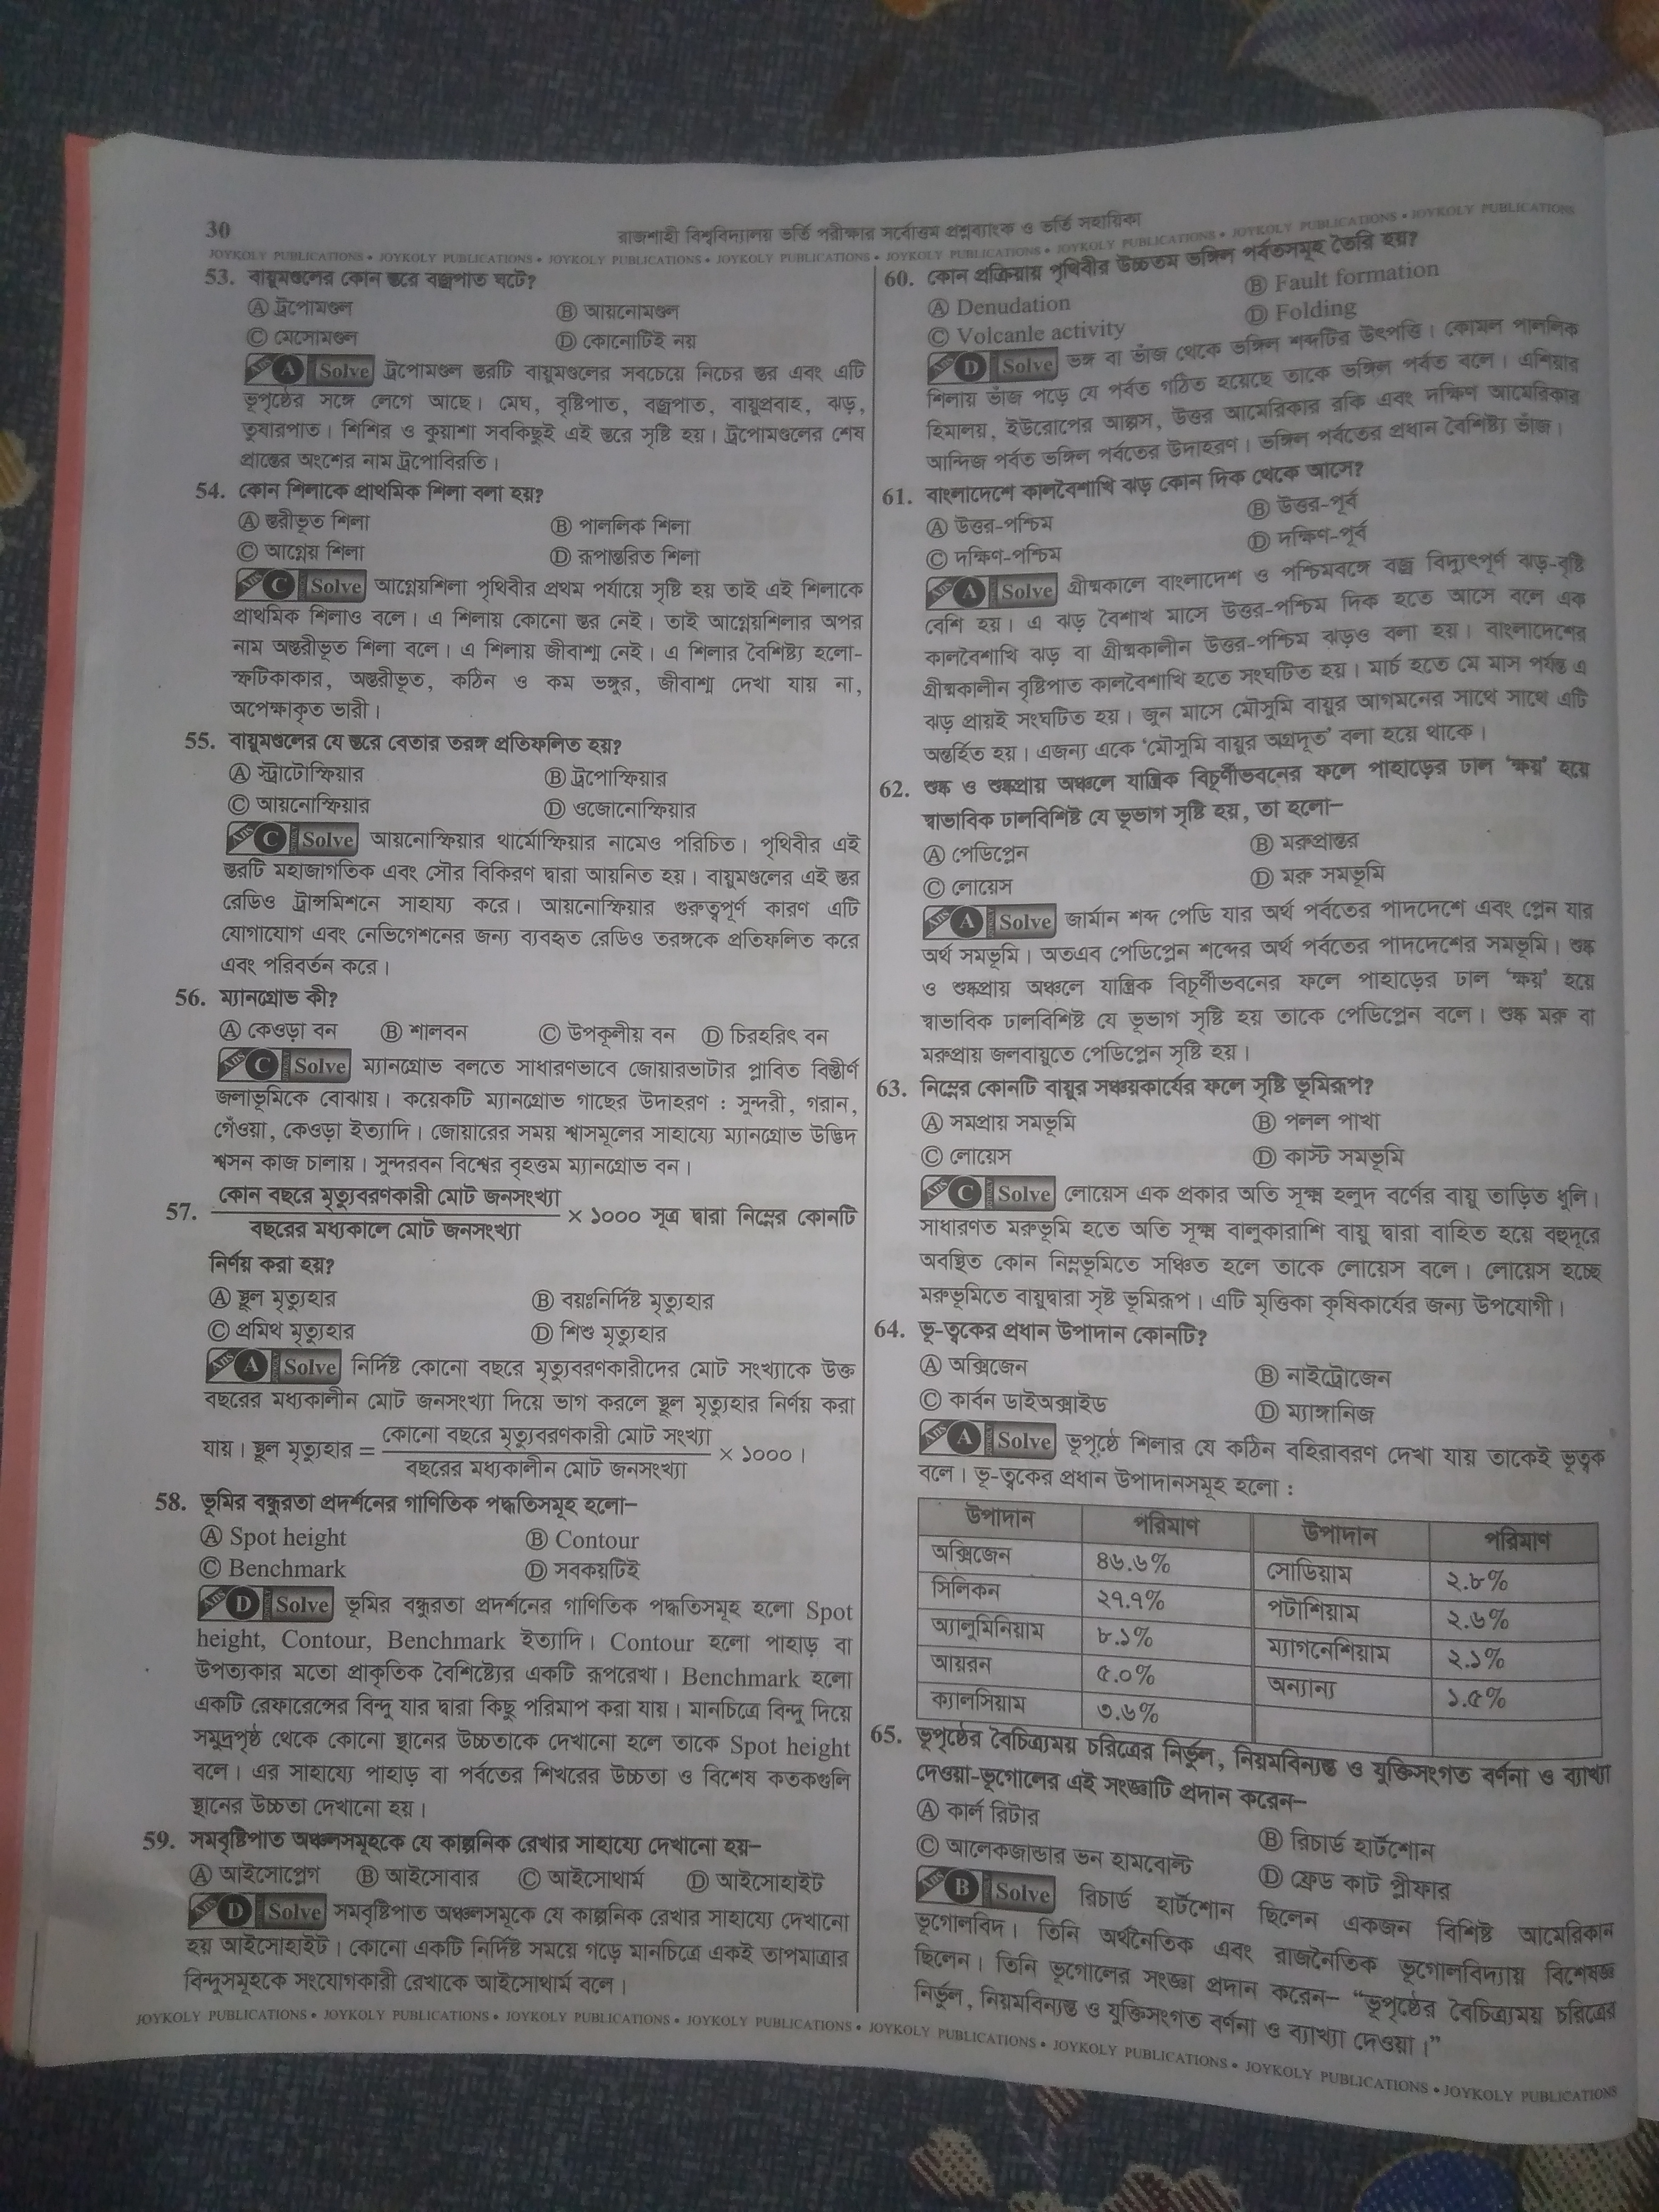 30
রাজশাহী বিশ্ববিদ্যালয় ভর্তি পরীক্ষার সর্বোত্তম প্রশ্নব্যাংক ও ভর্তি সহায়িকা
JOYKOLY PUBLICATIONS • JOYKOLY PUBLICATIONS • JOYKOLY PUBLICATIONS • JOYKOLY PUBLICATIONS • JOYKOLY PUBLICATIONS • JOYKOLY PUBLICATIONS • JOYKOLY PUBLICATIONS • JOYKOLY PUBLICATIONS
53. বায়ুমণ্ডলের কোন স্তরে বজ্রপাত ঘটে?
Ⓐ ট্রপোমণ্ডল Ⓑ আয়নোমণ্ডল
Ⓒ মেসোমণ্ডল Ⓓ কোনোটিই নয়
Ans A Solve ট্রপোমণ্ডল স্তরটি বায়ুমণ্ডলের সবচেয়ে নিচের স্তর এবং এটি
ভূপৃষ্ঠের সঙ্গে লেগে আছে। মেঘ, বৃষ্টিপাত, বজ্রপাত, বায়ুপ্রবাহ, ঝড়,
তুষারপাত। শিশির ও কুয়াশা সবকিছুই এই স্তরে সৃষ্টি হয়। ট্রপোমণ্ডলের শেষ
প্রান্তের অংশের নাম ট্রপোবিরতি।
54. কোন শিলাকে প্রাথমিক শিলা বলা হয়?
Ⓐ স্তরীভূত শিলা Ⓑ পাললিক শিলা
Ⓒ আগ্নেয় শিলা Ⓓ রূপান্তরিত শিলা
Ans C Solve আগ্নেয়শিলা পৃথিবীর প্রথম পর্যায়ে সৃষ্টি হয় তাই এই শিলাকে
প্রাথমিক শিলাও বলে। এ শিলায় কোনো স্তর নেই। তাই আগ্নেয়শিলার অপর
নাম অস্তরীভূত শিলা বলে। এ শিলায় জীবাশ্ম নেই। এ শিলার বৈশিষ্ট্য হলো-
স্ফটিকাকার, অস্তরীভূত, কঠিন ও কম ভঙ্গুর, জীবাশ্ম দেখা যায় না,
অপেক্ষাকৃত ভারী।
55. বায়ুমণ্ডলের যে স্তরে বেতার তরঙ্গ প্রতিফলিত হয়?
Ⓐ স্ট্রাটোস্ফিয়ার Ⓑ ট্রপোস্ফিয়ার
Ⓒ আয়নোস্ফিয়ার Ⓓ ওজোনোস্ফিয়ার
Ans C Solve আয়নোস্ফিয়ার থার্মোস্ফিয়ার নামেও পরিচিত। পৃথিবীর এই
স্তরটি মহাজাগতিক এবং সৌর বিকিরণ দ্বারা আয়নিত হয়। বায়ুমণ্ডলের এই স্তর
রেডিও ট্রান্সমিশনে সাহায্য করে। আয়নোস্ফিয়ার গুরুত্বপূর্ণ কারণ এটি
যোগাযোগ এবং নেভিগেশনের জন্য ব্যবহৃত রেডিও তরঙ্গকে প্রতিফলিত করে
এবং পরিবর্তন করে।
56. ম্যানগ্রোভ কী?
Ⓐ কেওড়া বন Ⓑ শালবন Ⓒ উপকূলীয় বন Ⓓ চিরহরিৎ বন
Ans C Solve ম্যানগ্রোভ বলতে সাধারণভাবে জোয়ারভাটার প্লাবিত বিস্তীর্ণ
জলাভূমিকে বোঝায়। কয়েকটি ম্যানগ্রোভ গাছের উদাহরণ : সুন্দরী, গরান,
গেঁওয়া, কেওড়া ইত্যাদি। জোয়ারের সময় শ্বাসমূলের সাহায্যে ম্যানগ্রোভ উদ্ভিদ
শ্বসন কাজ চালায়। সুন্দরবন বিশ্বের বৃহত্তম ম্যানগ্রোভ বন।
কোন বছরে মৃত্যুবরণকারী মোট জনসংখ্যা
57. × ১০০০ সূত্র দ্বারা নিম্নের কোনটি
বছরের মধ্যকালে মোট জনসংখ্যা
নির্ণয় করা হয়?
Ⓐ স্থূল মৃত্যুহার Ⓑ বয়ঃনির্দিষ্ট মৃত্যুহার
Ⓒ প্রমিথ মৃত্যুহার Ⓓ শিশু মৃত্যুহার
Ans A Solve নির্দিষ্ট কোনো বছরে মৃত্যুবরণকারীদের মোট সংখ্যাকে উক্ত
বছরের মধ্যকালীন মোট জনসংখ্যা দিয়ে ভাগ করলে স্থূল মৃত্যুহার নির্ণয় করা
কোনো বছরে মৃত্যুবরণকারী মোট সংখ্যা
যায়। স্থূল মৃত্যুহার = × ১০০০।
বছরের মধ্যকালীন মোট জনসংখ্যা
58. ভূমির বন্ধুরতা প্রদর্শনের গাণিতিক পদ্ধতিসমূহ হলো–
Ⓐ Spot height Ⓑ Contour
Ⓒ Benchmark Ⓓ সবকয়টিই
Ans D Solve ভূমির বন্ধুরতা প্রদর্শনের গাণিতিক পদ্ধতিসমূহ হলো Spot
height, Contour, Benchmark ইত্যাদি। Contour হলো পাহাড় বা
উপত্যকার মতো প্রাকৃতিক বৈশিষ্ট্যের একটি রূপরেখা। Benchmark হলো
একটি রেফারেন্সের বিন্দু যার দ্বারা কিছু পরিমাপ করা যায়। মানচিত্রে বিন্দু দিয়ে
সমুদ্রপৃষ্ঠ থেকে কোনো স্থানের উচ্চতাকে দেখানো হলে তাকে Spot height
বলে। এর সাহায্যে পাহাড় বা পর্বতের শিখরের উচ্চতা ও বিশেষ কতকগুলি
স্থানের উচ্চতা দেখানো হয়।
59. সমবৃষ্টিপাত অঞ্চলসমূহকে যে কাল্পনিক রেখার সাহায্যে দেখানো হয়–
Ⓐ আইসোপ্লেগ Ⓑ আইসোবার Ⓒ আইসোথার্ম Ⓓ আইসোহাইট
Ans D Solve সমবৃষ্টিপাত অঞ্চলসমূকে যে কাল্পনিক রেখার সাহায্যে দেখানো
হয় আইসোহাইট। কোনো একটি নির্দিষ্ট সময়ে গড়ে মানচিত্রে একই তাপমাত্রার
বিন্দুসমূহকে সংযোগকারী রেখাকে আইসোথার্ম বলে।
60. কোন প্রক্রিয়ায় পৃথিবীর উচ্চতম ভঙ্গিল পর্বতসমূহ তৈরি হয়?
Ⓐ Denudation Ⓑ Fault formation
Ⓒ Volcanle activity Ⓓ Folding
Ans D Solve ভঙ্গ বা ভাঁজ থেকে ভঙ্গিল শব্দটির উৎপত্তি। কোমল পাললিক
শিলায় ভাঁজ পড়ে যে পর্বত গঠিত হয়েছে তাকে ভঙ্গিল পর্বত বলে। এশিয়ার
হিমালয়, ইউরোপের আল্পস, উত্তর আমেরিকার রকি এবং দক্ষিণ আমেরিকার
আন্দিজ পর্বত ভঙ্গিল পর্বতের উদাহরণ। ভঙ্গিল পর্বতের প্রধান বৈশিষ্ট্য ভাঁজ।
61. বাংলাদেশে কালবৈশাখি ঝড় কোন দিক থেকে আসে?
Ⓐ উত্তর-পশ্চিম Ⓑ উত্তর-পূর্ব
Ⓒ দক্ষিণ-পশ্চিম Ⓓ দক্ষিণ-পূর্ব
Ans A Solve গ্রীষ্মকালে বাংলাদেশ ও পশ্চিমবঙ্গে বজ্র বিদ্যুৎপূর্ণ ঝড়-বৃষ্টি
বেশি হয়। এ ঝড় বৈশাখ মাসে উত্তর-পশ্চিম দিক হতে আসে বলে এক
কালবৈশাখি ঝড় বা গ্রীষ্মকালীন উত্তর-পশ্চিম ঝড়ও বলা হয়। বাংলাদেশের
গ্রীষ্মকালীন বৃষ্টিপাত কালবৈশাখি হতে সংঘটিত হয়। মার্চ হতে মে মাস পর্যন্ত এ
ঝড় প্রায়ই সংঘটিত হয়। জুন মাসে মৌসুমি বায়ুর আগমনের সাথে সাথে এটি
অন্তর্হিত হয়। এজন্য একে ‘মৌসুমি বায়ুর অগ্রদূত’ বলা হয়ে থাকে।
62. শুষ্ক ও শুষ্কপ্রায় অঞ্চলে যান্ত্রিক বিচূর্ণীভবনের ফলে পাহাড়ের ঢাল ‘ক্ষয়’ হয়ে
স্বাভাবিক ঢালবিশিষ্ট যে ভূভাগ সৃষ্টি হয়, তা হলো–
Ⓐ পেডিপ্লেন Ⓑ মরুপ্রান্তর
Ⓒ লোয়েস Ⓓ মরু সমভূমি
Ans A Solve জার্মান শব্দ পেডি যার অর্থ পর্বতের পাদদেশে এবং প্লেন যার
অর্থ সমভূমি। অতএব পেডিপ্লেন শব্দের অর্থ পর্বতের পাদদেশের সমভূমি। শুষ্ক
ও শুষ্কপ্রায় অঞ্চলে যান্ত্রিক বিচূর্ণীভবনের ফলে পাহাড়ের ঢাল ‘ক্ষয়’ হয়ে
স্বাভাবিক ঢালবিশিষ্ট যে ভূভাগ সৃষ্টি হয় তাকে পেডিপ্লেন বলে। শুষ্ক মরু বা
মরুপ্রায় জলবায়ুতে পেডিপ্লেন সৃষ্টি হয়।
63. নিম্নের কোনটি বায়ুর সঞ্চয়কার্যের ফলে সৃষ্টি ভূমিরূপ?
Ⓐ সমপ্রায় সমভূমি Ⓑ পলল পাখা
Ⓒ লোয়েস Ⓓ কাস্ট সমভূমি
Ans C Solve লোয়েস এক প্রকার অতি সূক্ষ্ম হলুদ বর্ণের বায়ু তাড়িত ধুলি।
সাধারণত মরুভূমি হতে অতি সূক্ষ্ম বালুকারাশি বায়ু দ্বারা বাহিত হয়ে বহুদূরে
অবস্থিত কোন নিম্নভূমিতে সঞ্চিত হলে তাকে লোয়েস বলে। লোয়েস হচ্ছে
মরুভূমিতে বায়ুদ্বারা সৃষ্ট ভূমিরূপ। এটি মৃত্তিকা কৃষিকার্যের জন্য উপযোগী।
64. ভূ-ত্বকের প্রধান উপাদান কোনটি?
Ⓐ অক্সিজেন Ⓑ নাইট্রোজেন
Ⓒ কার্বন ডাইঅক্সাইড Ⓓ ম্যাঙ্গানিজ
Ans A Solve ভূপৃষ্ঠে শিলার যে কঠিন বহিরাবরণ দেখা যায় তাকেই ভূত্বক
বলে। ভূ-ত্বকের প্রধান উপাদানসমূহ হলো :
উপাদান পরিমাণ উপাদান পরিমাণ
অক্সিজেন ৪৬.৬% সোডিয়াম ২.৮%
সিলিকন ২৭.৭% পটাশিয়াম ২.৬%
অ্যালুমিনিয়াম ৮.১% ম্যাগনেশিয়াম ২.১%
আয়রন ৫.০% অন্যান্য ১.৫%
ক্যালসিয়াম ৩.৬%
65. ভূপৃষ্ঠের বৈচিত্র্যময় চরিত্রের নির্ভুল, নিয়মবিন্যস্ত ও যুক্তিসংগত বর্ণনা ও ব্যাখ্যা
দেওয়া-ভূগোলের এই সংজ্ঞাটি প্রদান করেন–
Ⓐ কার্ল রিটার Ⓑ রিচার্ড হার্টশোন
Ⓒ আলেকজান্ডার ভন হামবোল্ট Ⓓ ফ্রেড কাট শ্লীফার
Ans B Solve রিচার্ড হার্টশোন ছিলেন একজন বিশিষ্ট আমেরিকান
ভূগোলবিদ। তিনি অর্থনৈতিক এবং রাজনৈতিক ভূগোলবিদ্যায় বিশেষজ্ঞ
ছিলেন। তিনি ভূগোলের সংজ্ঞা প্রদান করেন– “ভূপৃষ্ঠের বৈচিত্র্যময় চরিত্রের
নির্ভুল, নিয়মবিন্যস্ত ও যুক্তিসংগত বর্ণনা ও ব্যাখ্যা দেওয়া।”
JOYKOLY PUBLICATIONS • JOYKOLY PUBLICATIONS • JOYKOLY PUBLICATIONS • JOYKOLY PUBLICATIONS • JOYKOLY PUBLICATIONS • JOYKOLY PUBLICATIONS • JOYKOLY PUBLICATIONS • JOYKOLY PUBLICATIONS